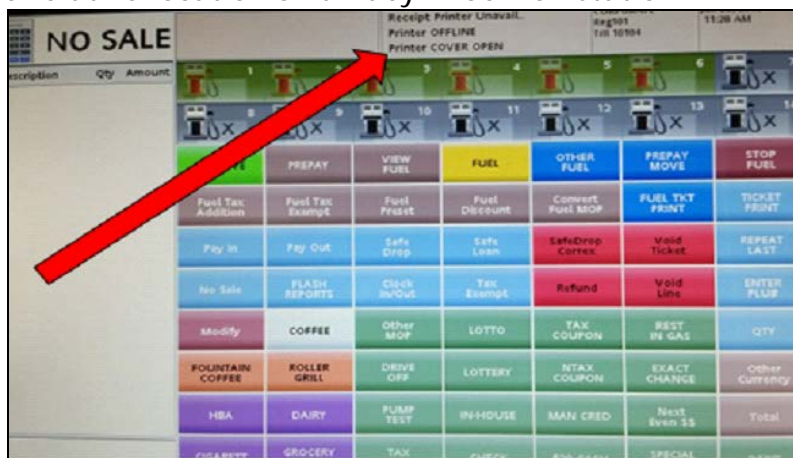 NO SALE
Receipt Printer Unavail..
Printer OFFLINE
Printer COVER OPEN
Reg101
Till 10104
11:28 AM
Description Qty Amount
1 3 4 5 6
8 9 10 11 12 13
PREPAY
VIEW FUEL
FUEL
OTHER FUEL
PREPAY MOVE
STOP FUEL
Fuel Tax Addition
Fuel Tax Exempt
Fuel Preset
Fuel Discount
Convert Fuel MOP
FUEL TKT PRINT
TICKET PRINT
Pay In
Pay Out
Safe Drop
Safe Loan
SafeDrop Correx
Void Ticket
REPEAT LAST
No Sale
FLASH REPORTS
Clock In/Out
Tax Exempt
Refund
Void Line
ENTER PLU#
Modify
COFFEE
Other MOP
LOTTO
TAX COUPON
REST IN GAS
QTY
FOUNTAIN COFFEE
ROLLER GRILL
DRIVE OFF
LOTTERY
NTAX COUPON
EXACT CHANGE
Other Currency
HBA
DAIRY
PUMP TEST
IN-HOUSE
MAN CRED
Next Even $$
Total
GROCERY
TAX
SPECIAL